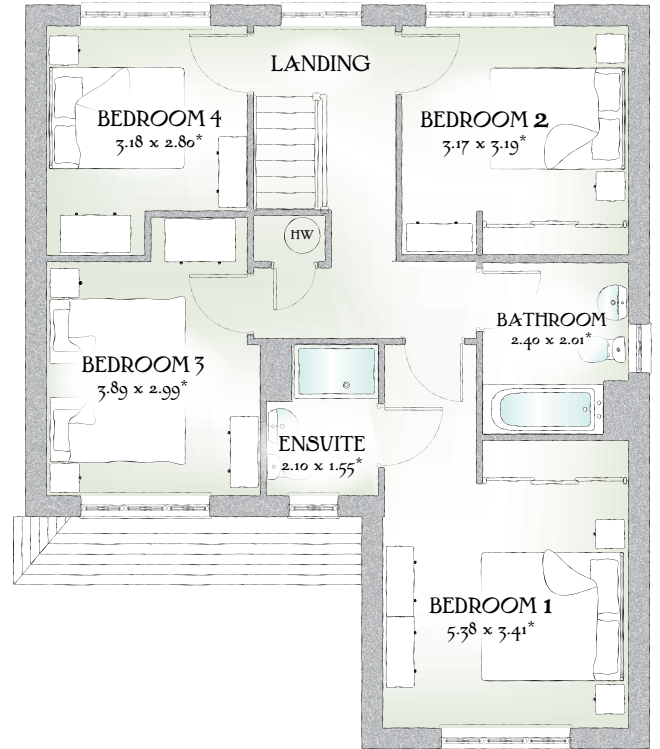 LANDING
BEDROOM 4
3.18 x 2.80*
BEDROOM 2
3.17 x 3.19*
HW
BATHROOM
2.40 x 2.01*
BEDROOM 3
3.89 x 2.99*
ENSUITE
2.10 x 1.55*
BEDROOM 1
5.38 x 3.41*